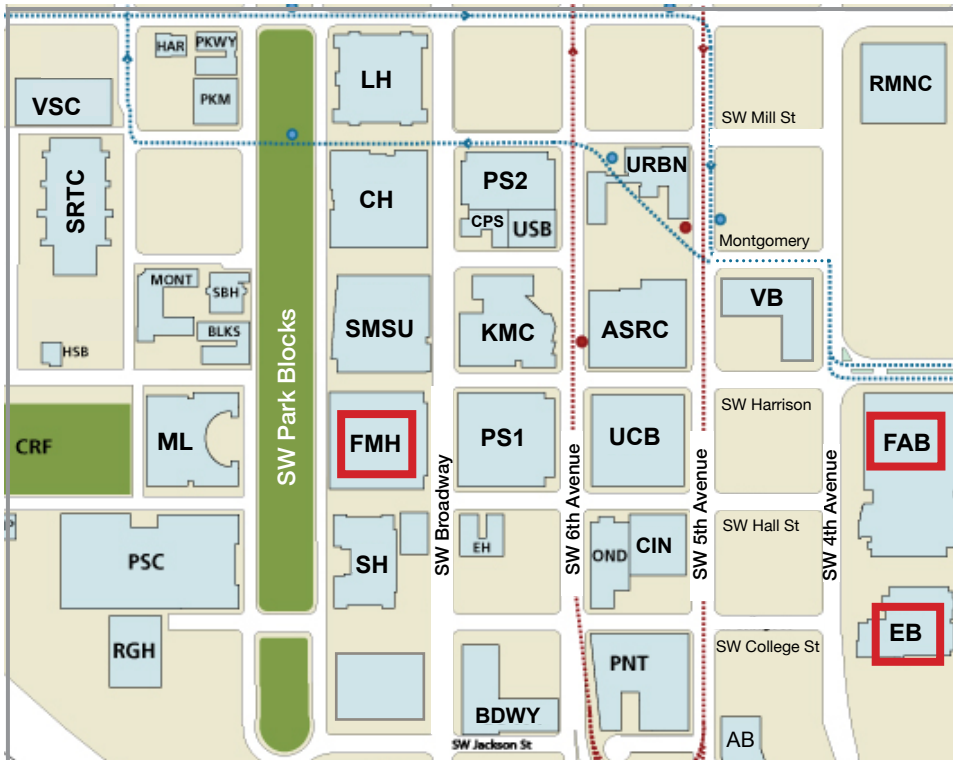 HAR
PKWY
LH
VSC
PKM
RMNC
SW Mill St
SRTC
CH
PS2
URBN
CPS
USB
Montgomery
MONT
SBH
BLKS
HSB
SMSU
KMC
ASRC
VB
SW Park Blocks
SW Harrison
CRF
ML
FMH
PS1
UCB
FAB
SW Broadway
SW 6th Avenue
SW 5th Avenue
SW 4th Avenue
SW Hall St
PSC
SH
EH
OND
CIN
EB
RGH
PNT
SW College St
BDWY
SW Jackson St
AB